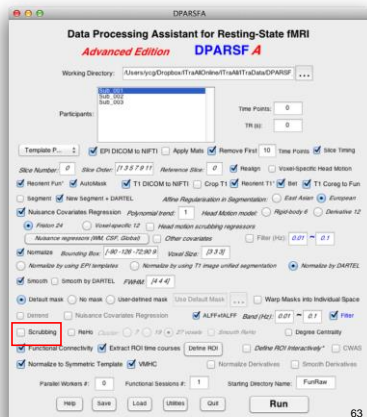 DPARSFA
Data Processing Assistant for Resting-State fMRI
Advanced Edition DPARSF A
Working Directory: /Users/ycg/Dropbox/ITraAllOnline/ITraAll/ITraData/DPARSF ...
Participants: Sub_001
Sub_002
Sub_003
Time Points: 0
TR (s): 0
Template P... EPI DICOM to NIFTI Apply Mats Remove First 10 Time Points Slice Timing
Slice Number: 0 Slice Order: [1 3 5 7 9 11 Reference Slice: 0 Realign Voxel-Specific Head Motion
Reorient Fun* AutoMask T1 DICOM to NIFTI Crop T1 Reorient T1* Bet T1 Coreg to Fun
Segment New Segment + DARTEL Affine Regularisation in Segmentation: East Asian European
Nuisance Covariates Regression Polynomial trend: 1 Head Motion model: Rigid-body 6 Derivative 12
Friston 24 Voxel-specific 12 Head motion scrubbing regressors
Nuisance regressors (WM, CSF, Global) Other covariates Filter (Hz) 0.01 ~ 0.1
Normalize Bounding Box: [-90 -126 -72;90 9 Voxel Size: [3 3 3]
Normalize by using EPI templates Normalize by using T1 image unified segmentation Normalize by DARTEL
Smooth Smooth by DARTEL FWHM: [4 4 4]
Default mask No mask User-defined mask Use Default Mask ... Warp Masks into Individual Space
Detrend Nuisance Covariates Regression ALFF+fALFF Band (Hz): 0.01 ~ 0.1 Filter
Scrubbing ReHo Cluster: 7 19 27 voxels Smooth ReHo Degree Centrality
Functional Connectivity Extract ROI time courses Define ROI Define ROI Interactively* CWAS
Normalize to Symmetric Template VMHC Normalize Derivatives Smooth Derivatives
Parallel Workers #: 0 Functional Sessions #: 1 Starting Directory Name: FunRaw
Help Save Load Utilities Quit Run
63